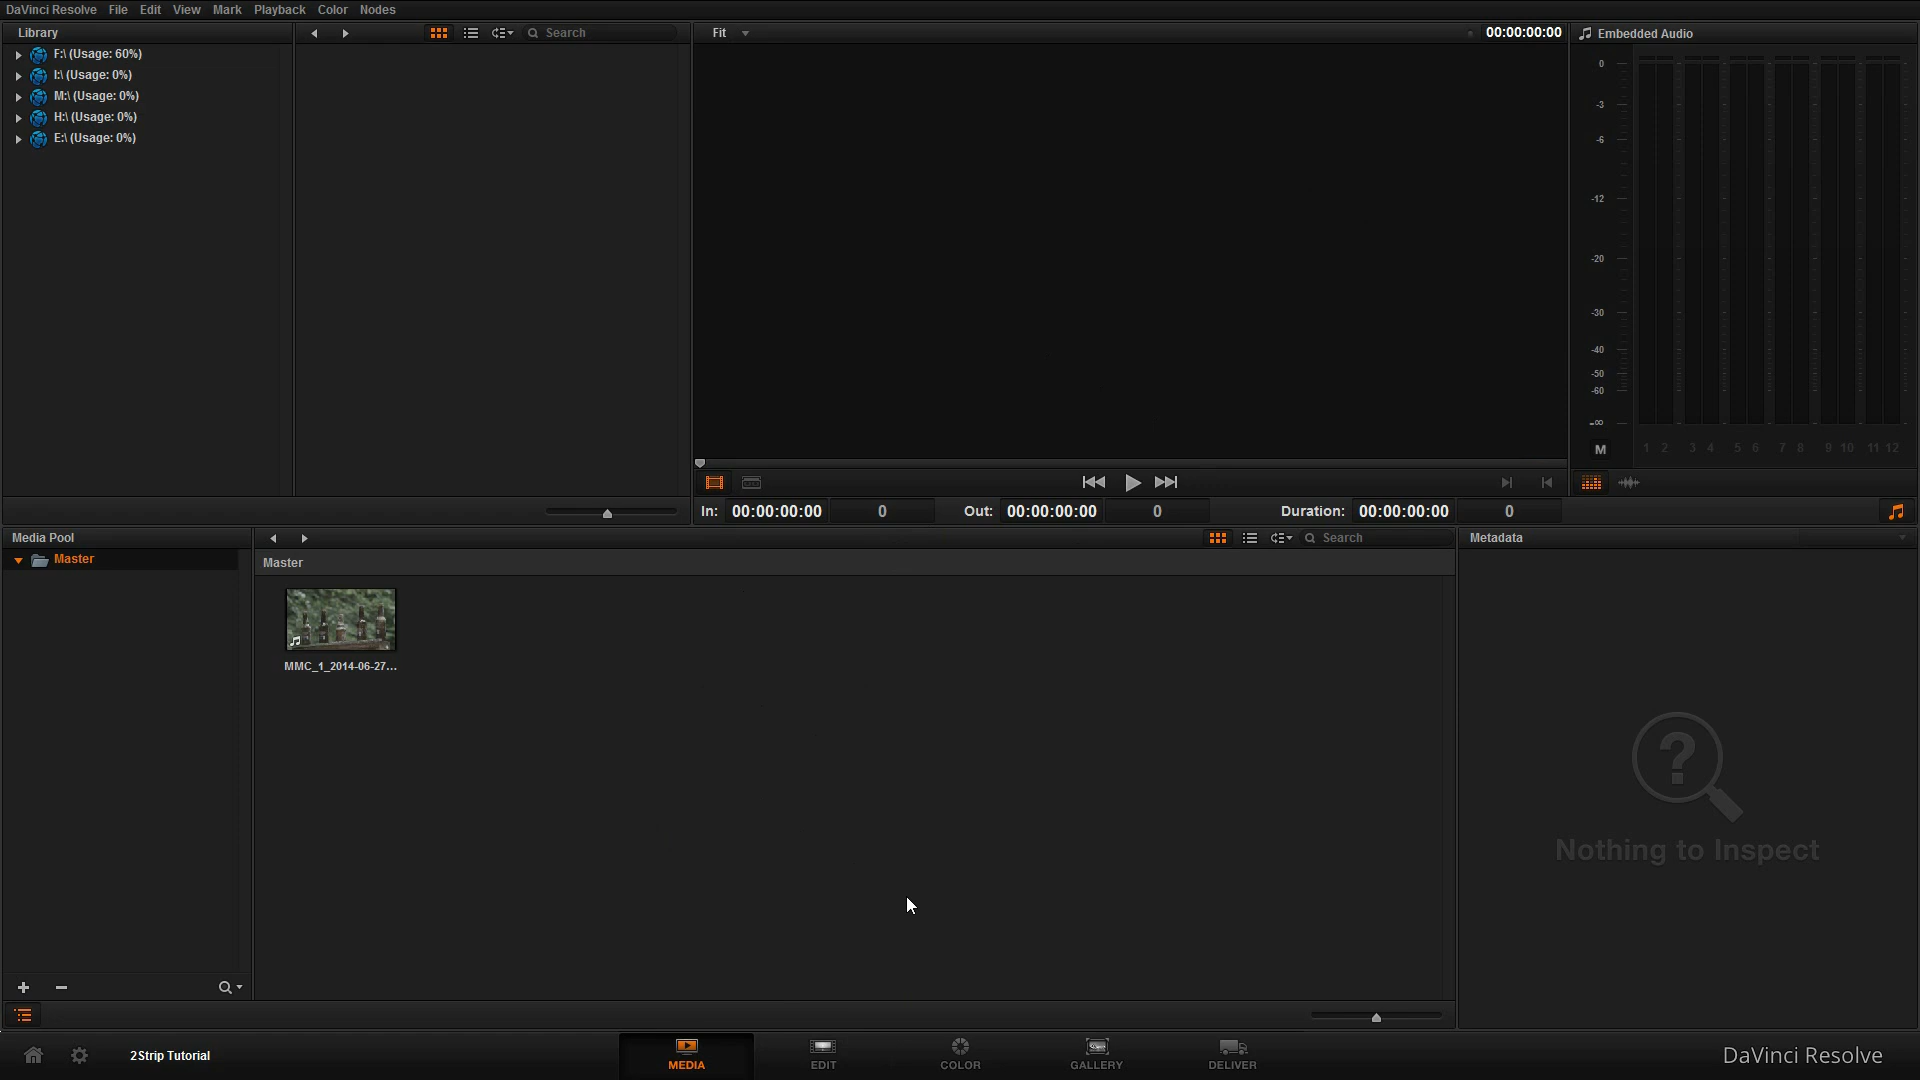 DaVinci Resolve File Edit View Mark Playback Color Nodes
Library
Search
Fit
00:00:00:00
Embedded Audio
F:\ (Usage: 60%)
I:\ (Usage: 0%)
M:\ (Usage: 0%)
H:\ (Usage: 0%)
E:\ (Usage: 0%)
0
-3
-6
-12
-20
-30
-40
-50
-60
-∞
M
1 2 3 4 5 6 7 8 9 10 11 12
In: 00:00:00:00 0 Out: 00:00:00:00 0 Duration: 00:00:00:00 0
Media Pool
Search
Metadata
Master
Master
MMC_1_2014-06-27...
Nothing to Inspect
2Strip Tutorial
MEDIA EDIT COLOR GALLERY DELIVER
DaVinci Resolve